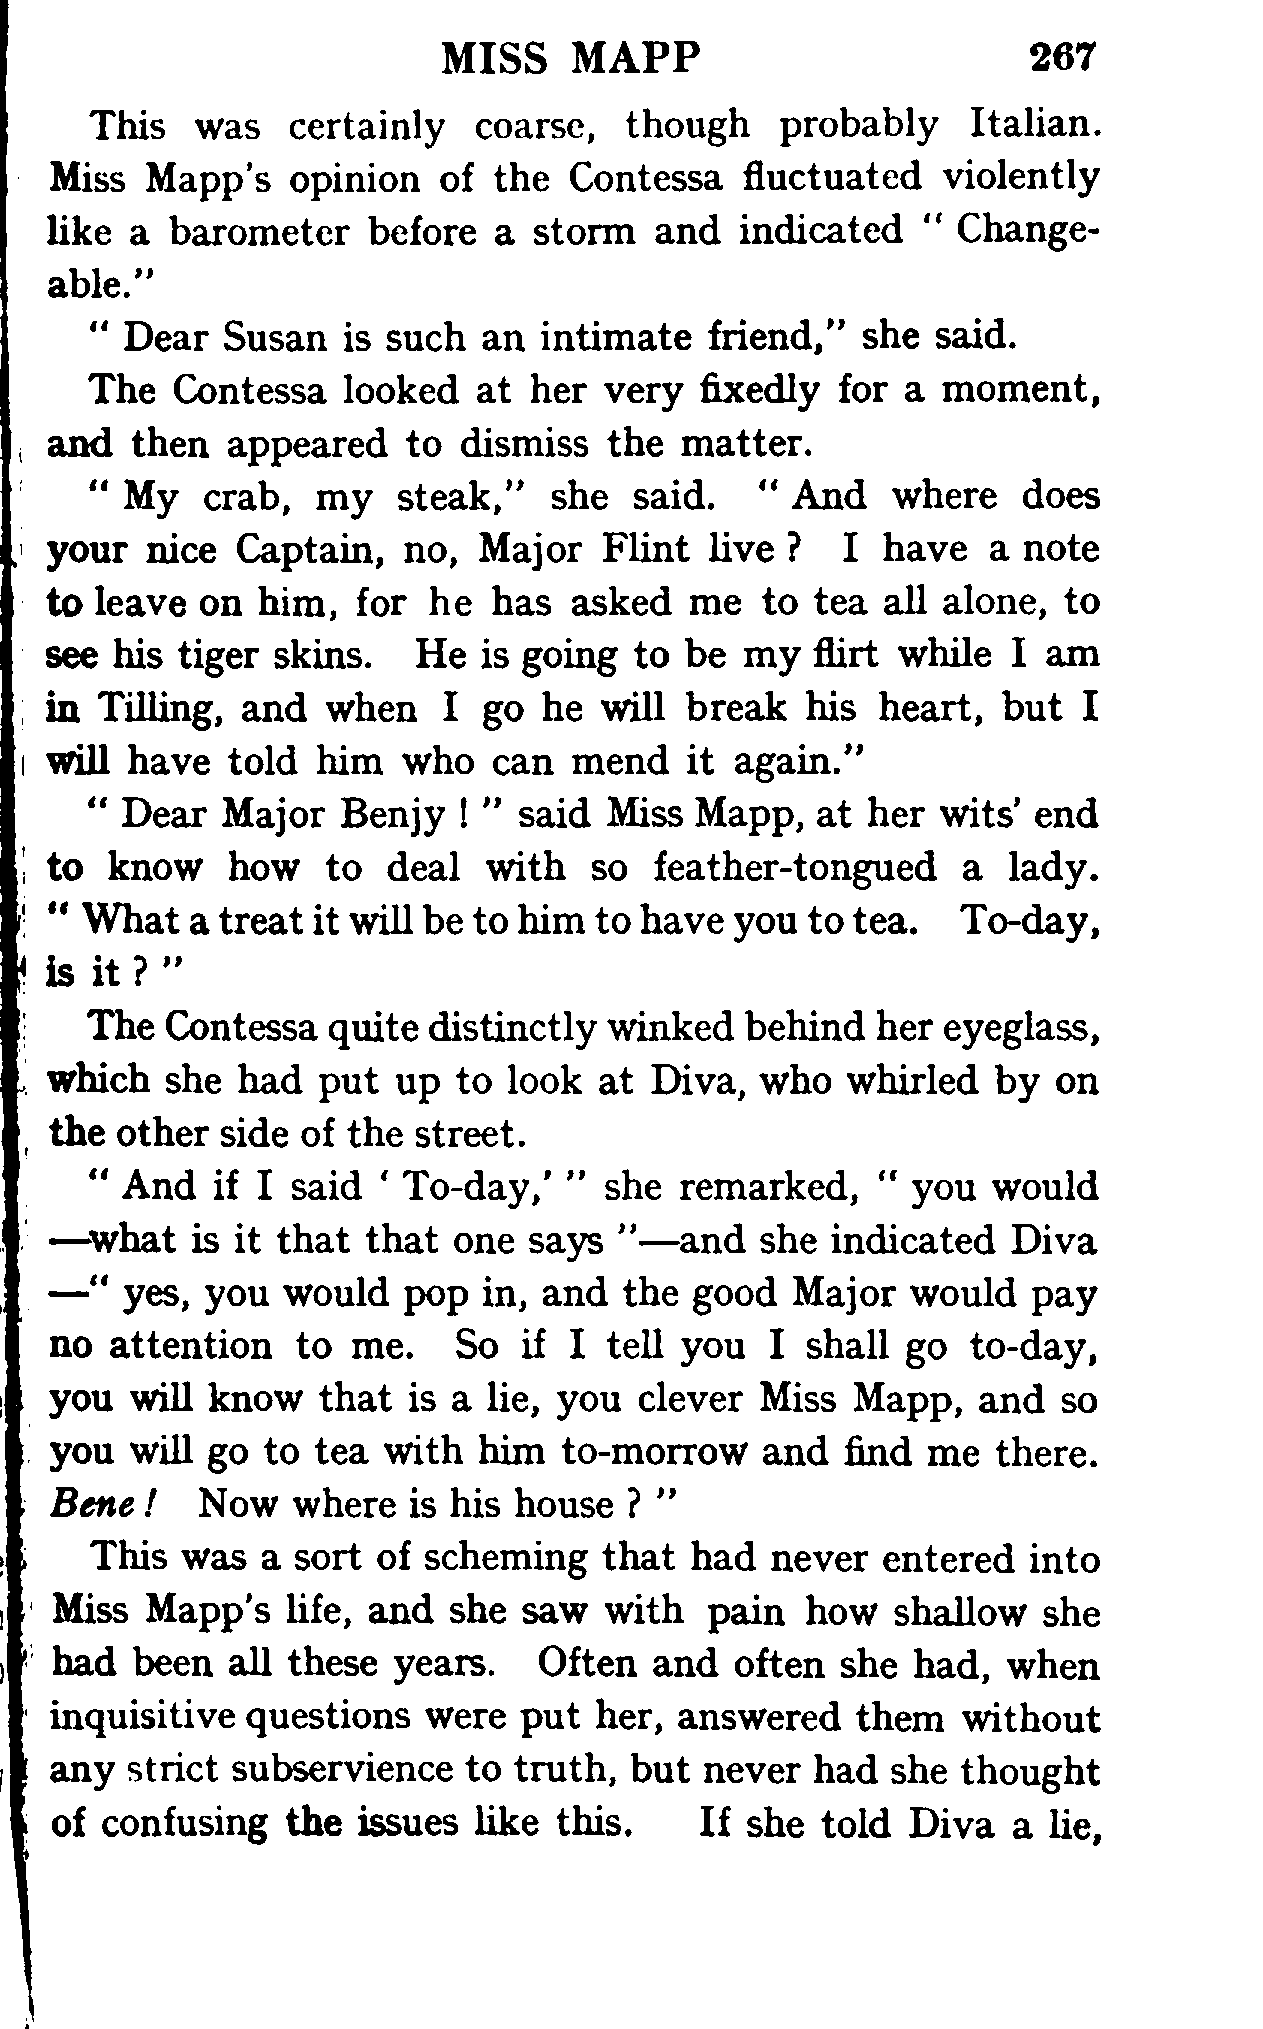 MISS MAPP 267
This was certainly coarse, though probably Italian.
Miss Mapp's opinion of the Contessa fluctuated violently
like a barometer before a storm and indicated " Change-
able."
" Dear Susan is such an intimate friend," she said.
The Contessa looked at her very fixedly for a moment,
and then appeared to dismiss the matter.
" My crab, my steak," she said. " And where does
your nice Captain, no, Major Flint live ? I have a note
to leave on him, for he has asked me to tea all alone, to
see his tiger skins. He is going to be my flirt while I am
in Tilling, and when I go he will break his heart, but I
will have told him who can mend it again."
" Dear Major Benjy ! " said Miss Mapp, at her wits' end
to know how to deal with so feather-tongued a lady.
" What a treat it will be to him to have you to tea. To-day,
is it ? "
The Contessa quite distinctly winked behind her eyeglass,
which she had put up to look at Diva, who whirled by on
the other side of the street.
" And if I said ' To-day,' " she remarked, " you would
—what is it that that one says "—and she indicated Diva
—" yes, you would pop in, and the good Major would pay
no attention to me. So if I tell you I shall go to-day,
you will know that is a lie, you clever Miss Mapp, and so
you will go to tea with him to-morrow and find me there.
Bene ! Now where is his house ? "
This was a sort of scheming that had never entered into
Miss Mapp's life, and she saw with pain how shallow she
had been all these years. Often and often she had, when
inquisitive questions were put her, answered them without
any strict subservience to truth, but never had she thought
of confusing the issues like this. If she told Diva a lie,